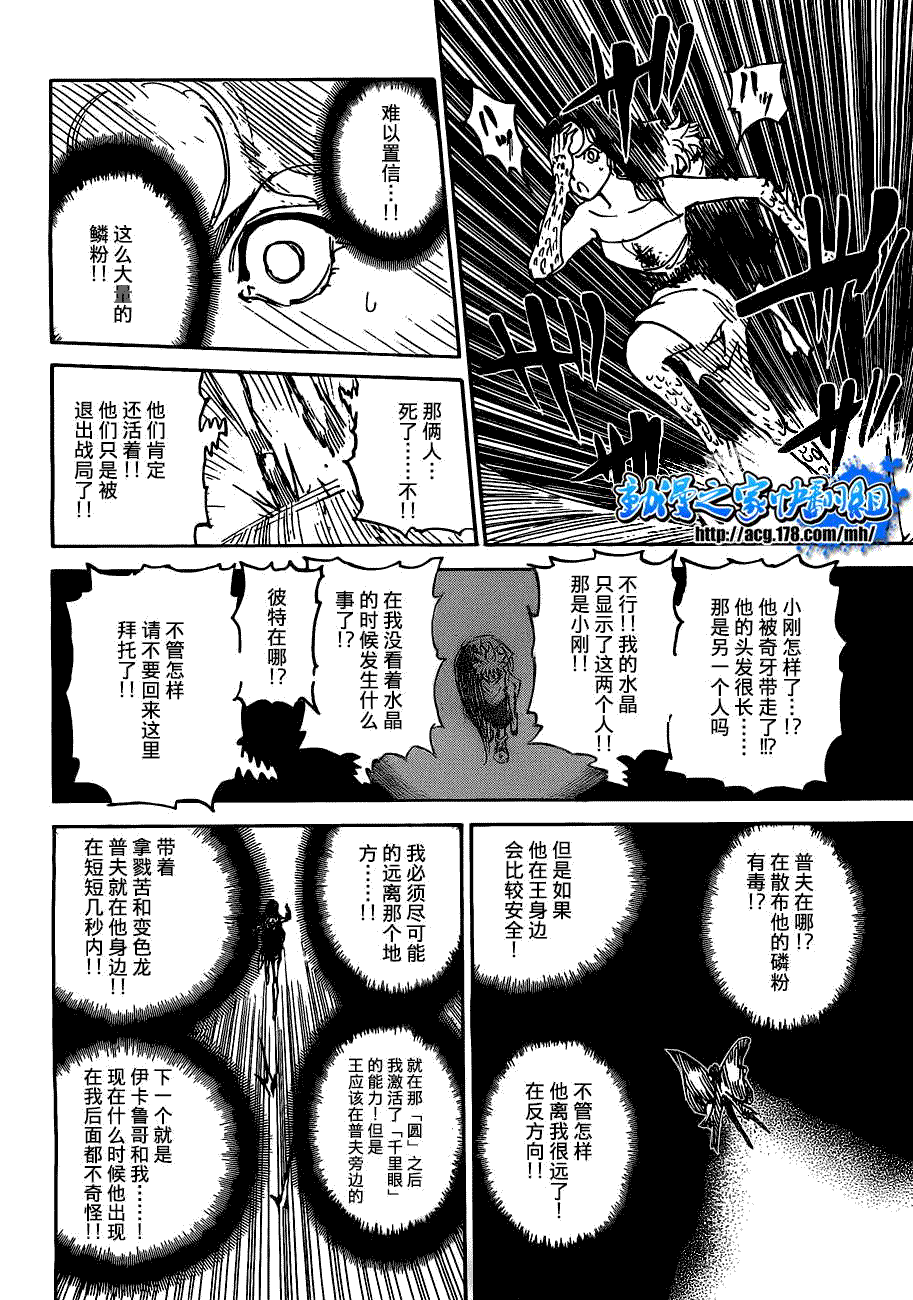 难以置信…!!
这么大量的
鳞粉!!
那俩人…
死了……不!!
他们肯定
还活着!!
他们只是被
退出战局了!!
動漫之家快翻組
http://acg.178.com/mh/
小刚怎样了…!?
他被奇牙带走了!!?
他的头发很长……
那是另一个人吗
不行!!我的水晶
只显示了这两个人!!
那是小刚!!
在我没看着水晶
的时候发生什么
事了!?
彼特在哪!?
不管怎样
请不要回来这里
拜托了!!
普夫在哪!?
在散布他的磷粉
有毒!!
但是如果
他在王身边
会比较安全!
不管怎样
他离我很远了!
在反方向!!
我必须尽可能
的远离那个地
方……!!
就在那「圆」之后
我激活了「千里眼」
的能力!但是
王应该在普夫旁边的
带着
拿戮苦和变色龙
普夫就在他身边
在短短几秒内!!
下一个就是
伊卡鲁哥和我……!
现在什么时候他出现
在我后面都不奇怪!!